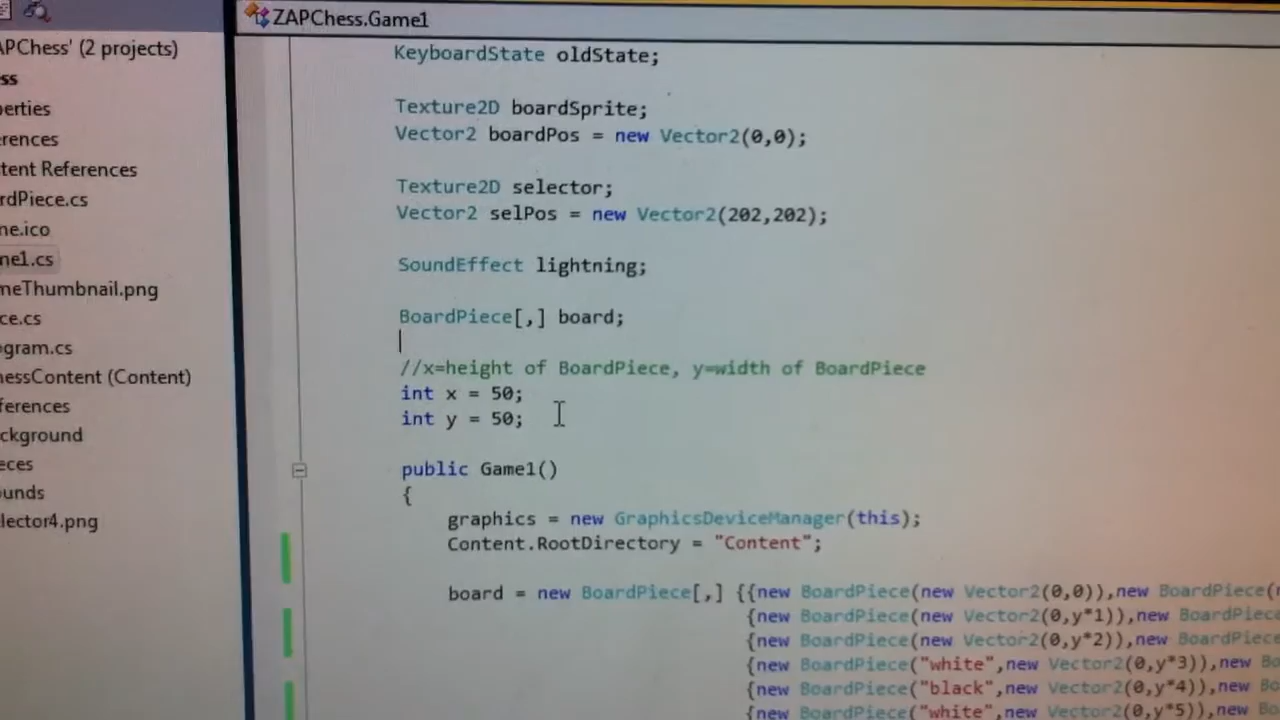 ZAPChess.Game1
APChess' (2 projects)
ss
erties
erences
tent References
rdPiece.cs
me.ico
me1.cs
meThumbnail.png
ce.cs
gram.cs
essContent (Content)
ferences
ckground
eces
unds
lector4.png
KeyboardState oldState;
Texture2D boardSprite;
Vector2 boardPos = new Vector2(0,0);
Texture2D selector;
Vector2 selPos = new Vector2(202,202);
SoundEffect lightning;
BoardPiece[,] board;
//x=height of BoardPiece, y=width of BoardPiece
int x = 50;
int y = 50;
public Game1()
{
graphics = new GraphicsDeviceManager(this);
Content.RootDirectory = "Content";
board = new BoardPiece[,] {{new BoardPiece(new Vector2(0,0)),new BoardPiece(
{new BoardPiece(new Vector2(0,y*1)),new BoardPiece
{new BoardPiece(new Vector2(0,y*2)),new BoardPiece
{new BoardPiece("white",new Vector2(0,y*3)),new Bo
{new BoardPiece("black",new Vector2(0,y*4)),new Bo
{new BoardPiece("white",new Vector2(0,y*5)),new Bo